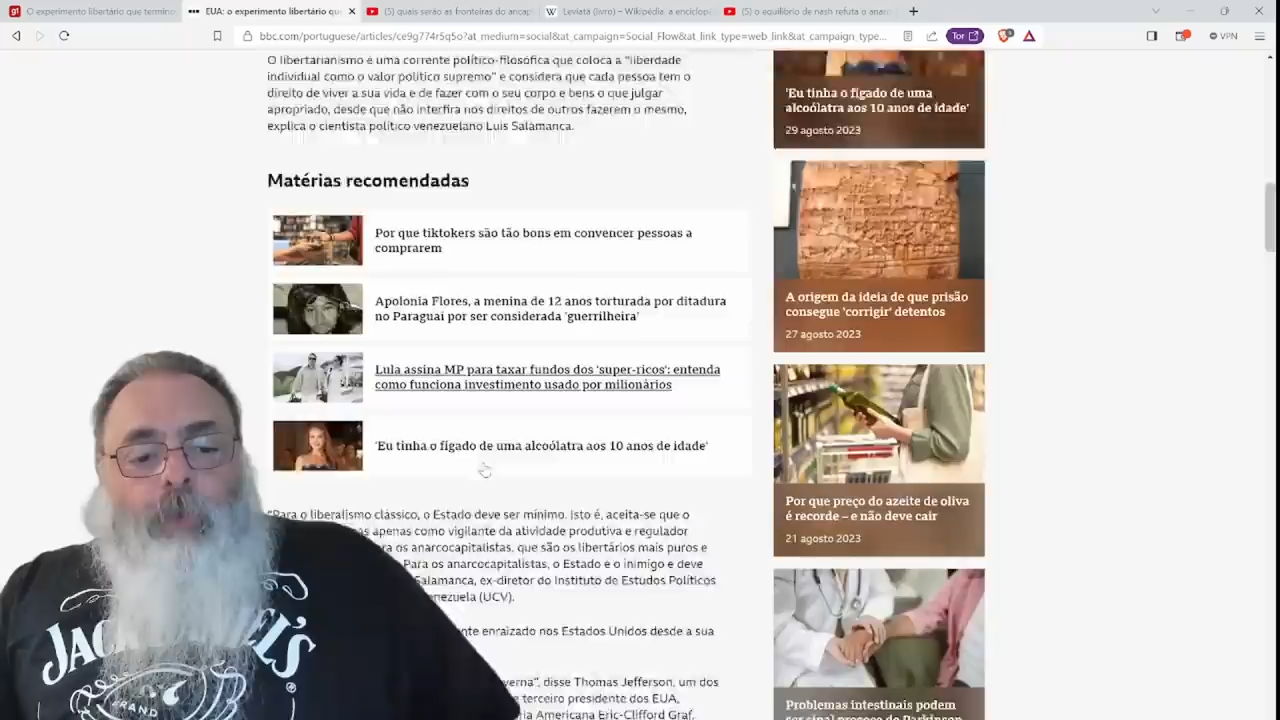 O experimento libertário que termino
EUA: o experimento libertário que
(5) quais serão as fronteiras do ancap
Leviatã (livro) – Wikipédia, a enciclopé
(5) o equilibrio de nash refuta o anar
bbc.com/portuguese/articles/ce9g774r5q5o?at_medium=social&at_campaign=Social_Flow&at_link_type=web_link&at_campaign_type...
Tor
VPN
O libertarianismo é uma corrente político-filosófica que coloca a "liberdade
individual como o valor político supremo" e considera que cada pessoa tem o
direito de viver a sua vida e de fazer com o seu corpo e bens o que julgar
apropriado, desde que não interfira nos direitos de outros fazerem o mesmo,
explica o cientista político venezuelano Luis Salamanca.
Matérias recomendadas
Por que tiktokers são tão bons em convencer pessoas a
comprarem
Apolonia Flores, a menina de 12 anos torturada por ditadura
no Paraguai por ser considerada 'guerrilheira'
Lula assina MP para taxar fundos dos 'super-ricos': entenda
como funciona investimento usado por milionários
'Eu tinha o fígado de uma alcoólatra aos 10 anos de idade'
"Para o liberalismo clássico, o Estado deve ser mínimo. Isto é, aceita-se que o
apenas como vigilante da atividade produtiva e regulador
os anarcocapitalistas, que são os libertários mais puros e
Para os anarcocapitalistas, o Estado é o inimigo e deve
Salamanca, ex-diretor do Instituto de Estudos Políticos
(UCV).
enraizado nos Estados Unidos desde a sua
disse Thomas Jefferson, um dos
terceiro presidente dos EUA,
Americana Eric-Clifford Graf,
'Eu tinha o fígado de uma
alcoólatra aos 10 anos de idade'
29 agosto 2023
A origem da ideia de que prisão
consegue 'corrigir' detentos
27 agosto 2023
Por que preço do azeite de oliva
é recorde – e não deve cair
21 agosto 2023
Problemas intestinais podem
ser sinal precoce de Parkinson